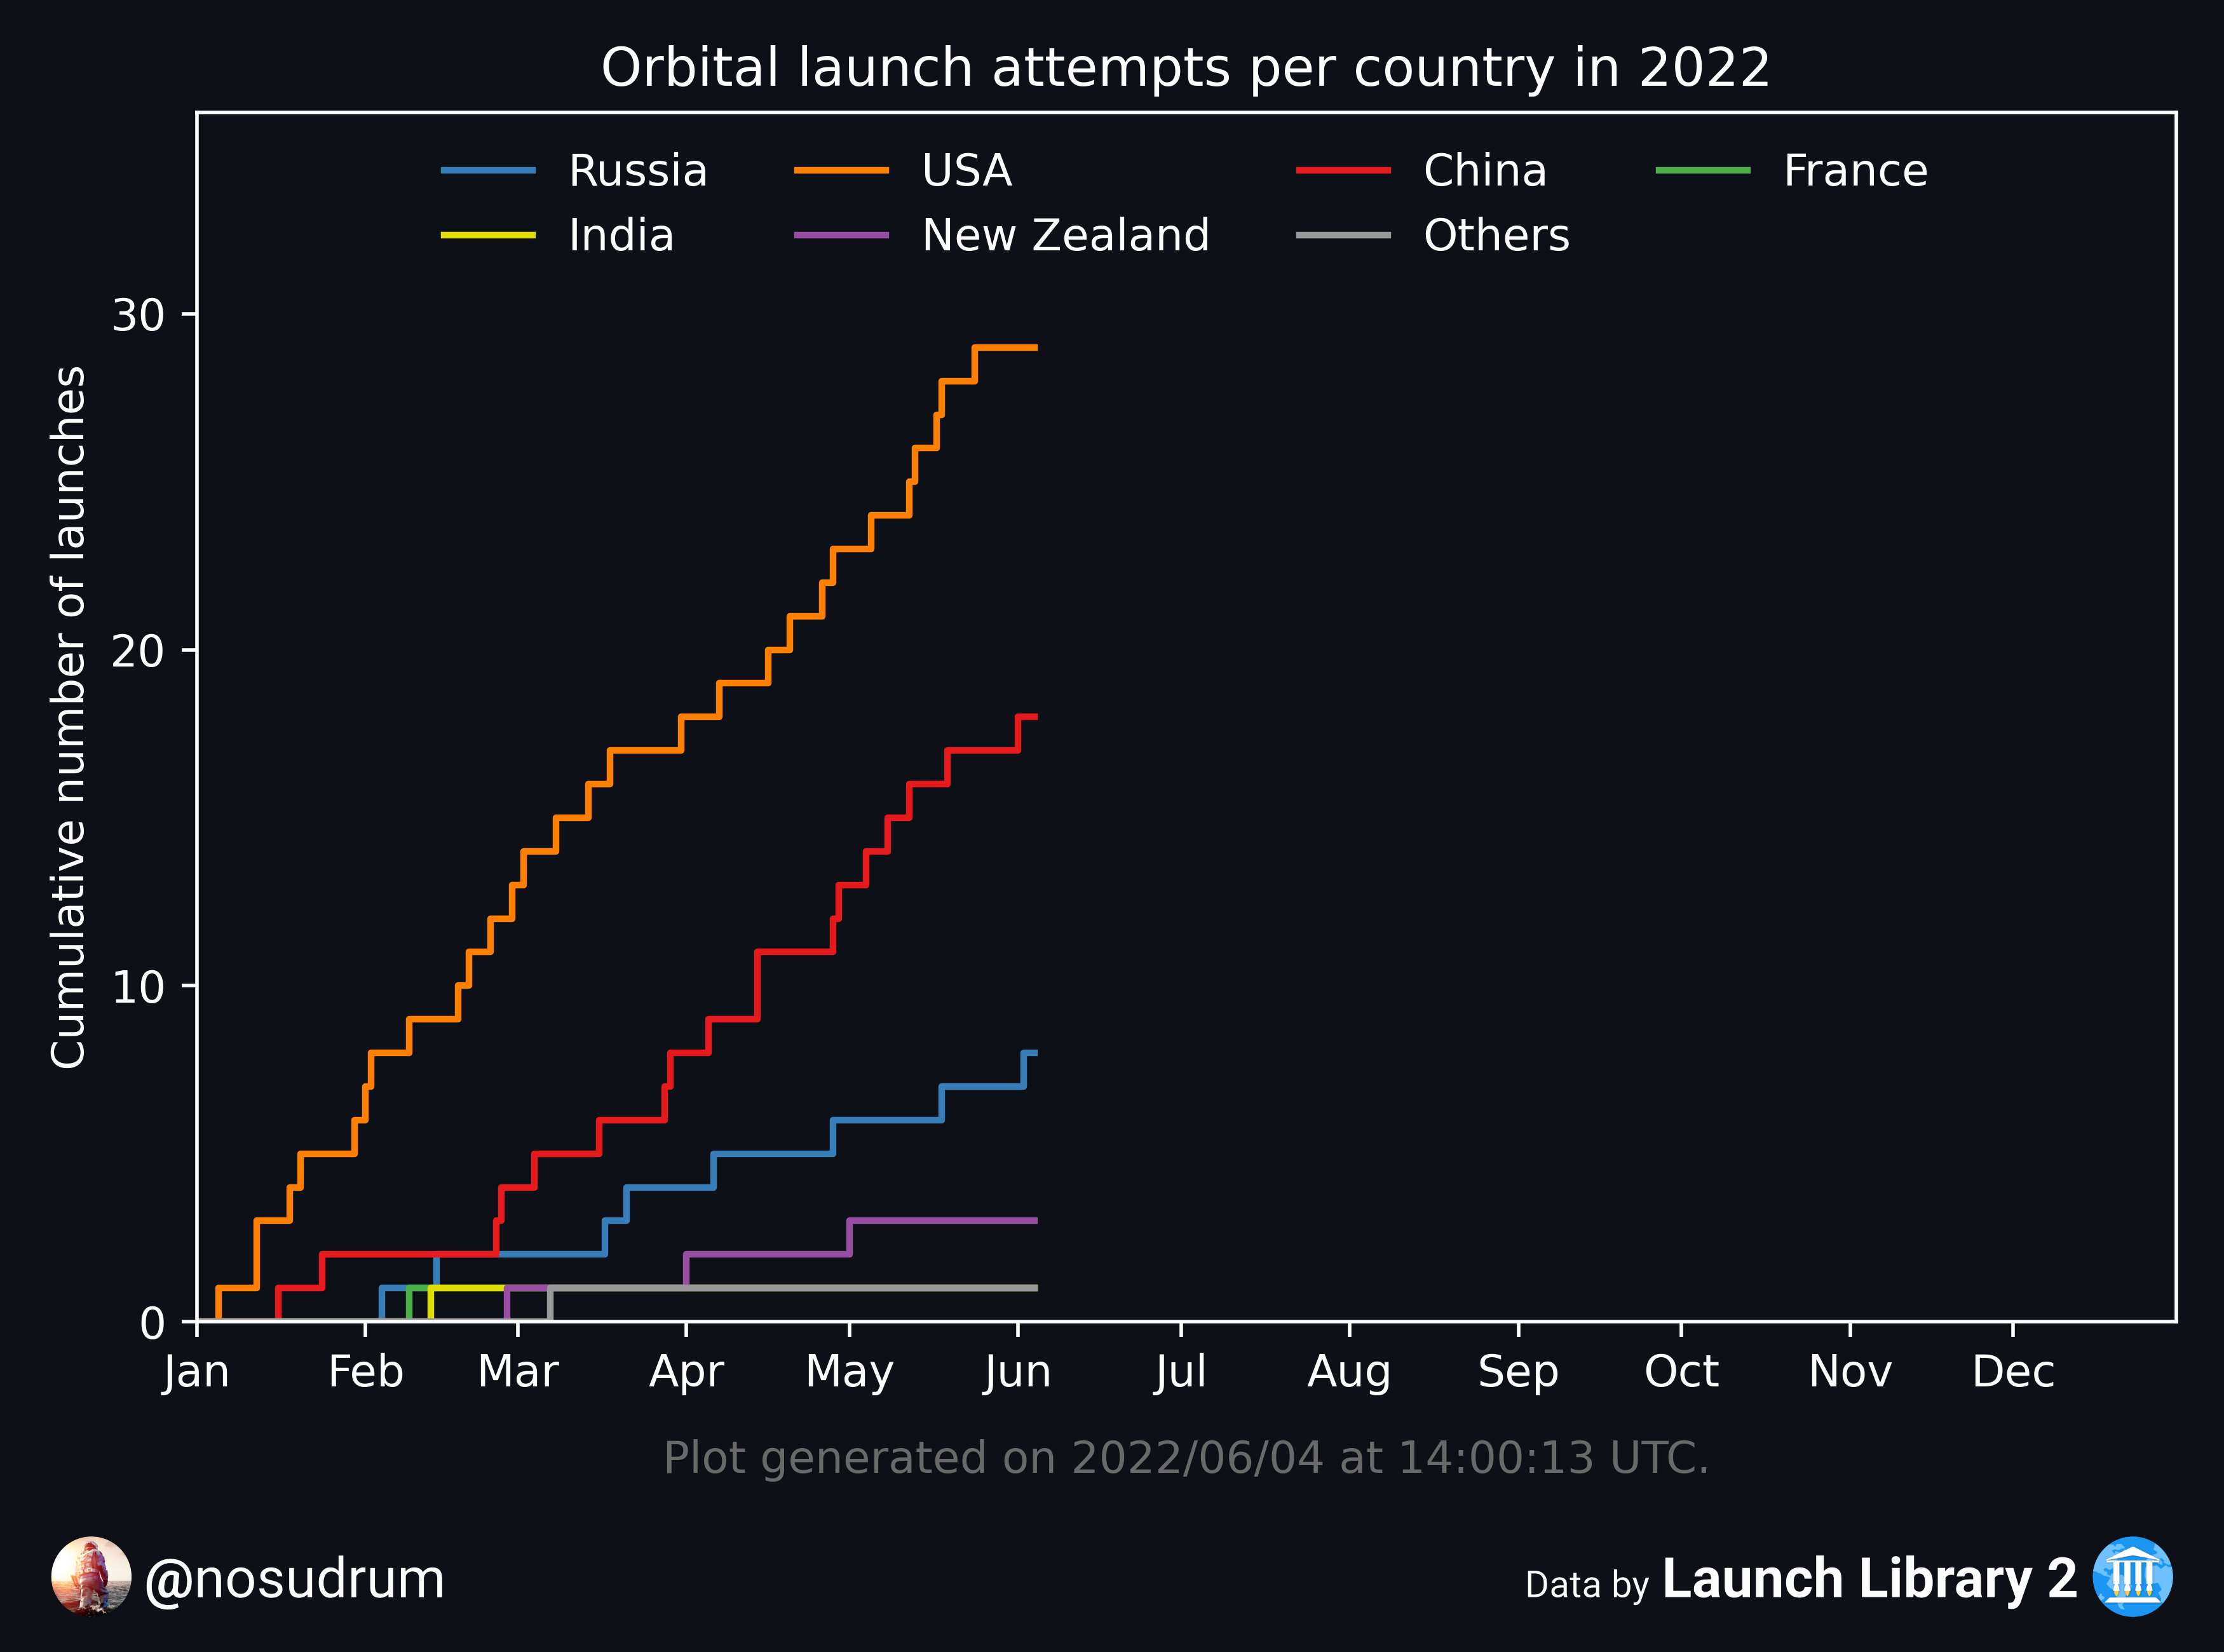 Orbital launch attempts per country in 2022
Russia USA China France
India New Zealand Others
Cumulative number of launches
30
20
10
0
Jan Feb Mar Apr May Jun Jul Aug Sep Oct Nov Dec
Plot generated on 2022/06/04 at 14:00:13 UTC.
@nosudrum
Data by Launch Library 2